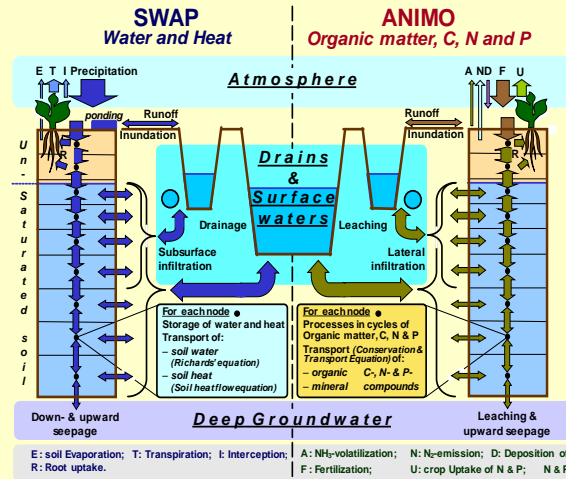 SWAP
Water and Heat
ANIMO
Organic matter, C, N and P
Atmosphere
E T I Precipitation
ponding
Runoff
Inundation
R
A ND F U
Runoff
Inundation
R
Un-Saturated soil
Drains
&
Surface
waters
Drainage
Leaching
Subsurface
infiltration
Lateral
infiltration
For each node
Storage of water and heat
Transport of:
– soil water
(Richards' equation)
– soil heat
(Soil heat flow equation)
For each node
Processes in cycles of
Organic matter, C, N & P
Transport (Conservation &
Transport Equation) of:
– organic C-, N- & P-
– mineral compounds
Down- & upward
seepage
Deep Groundwater
Leaching &
upward seepage
E : soil Evaporation; T: Transpiration; I: Interception;
R : Root uptake.
A : NH₃-volatilization; N: N₂-emission; D: Deposition of
F : Fertilization; U: crop Uptake of N & P; N & P